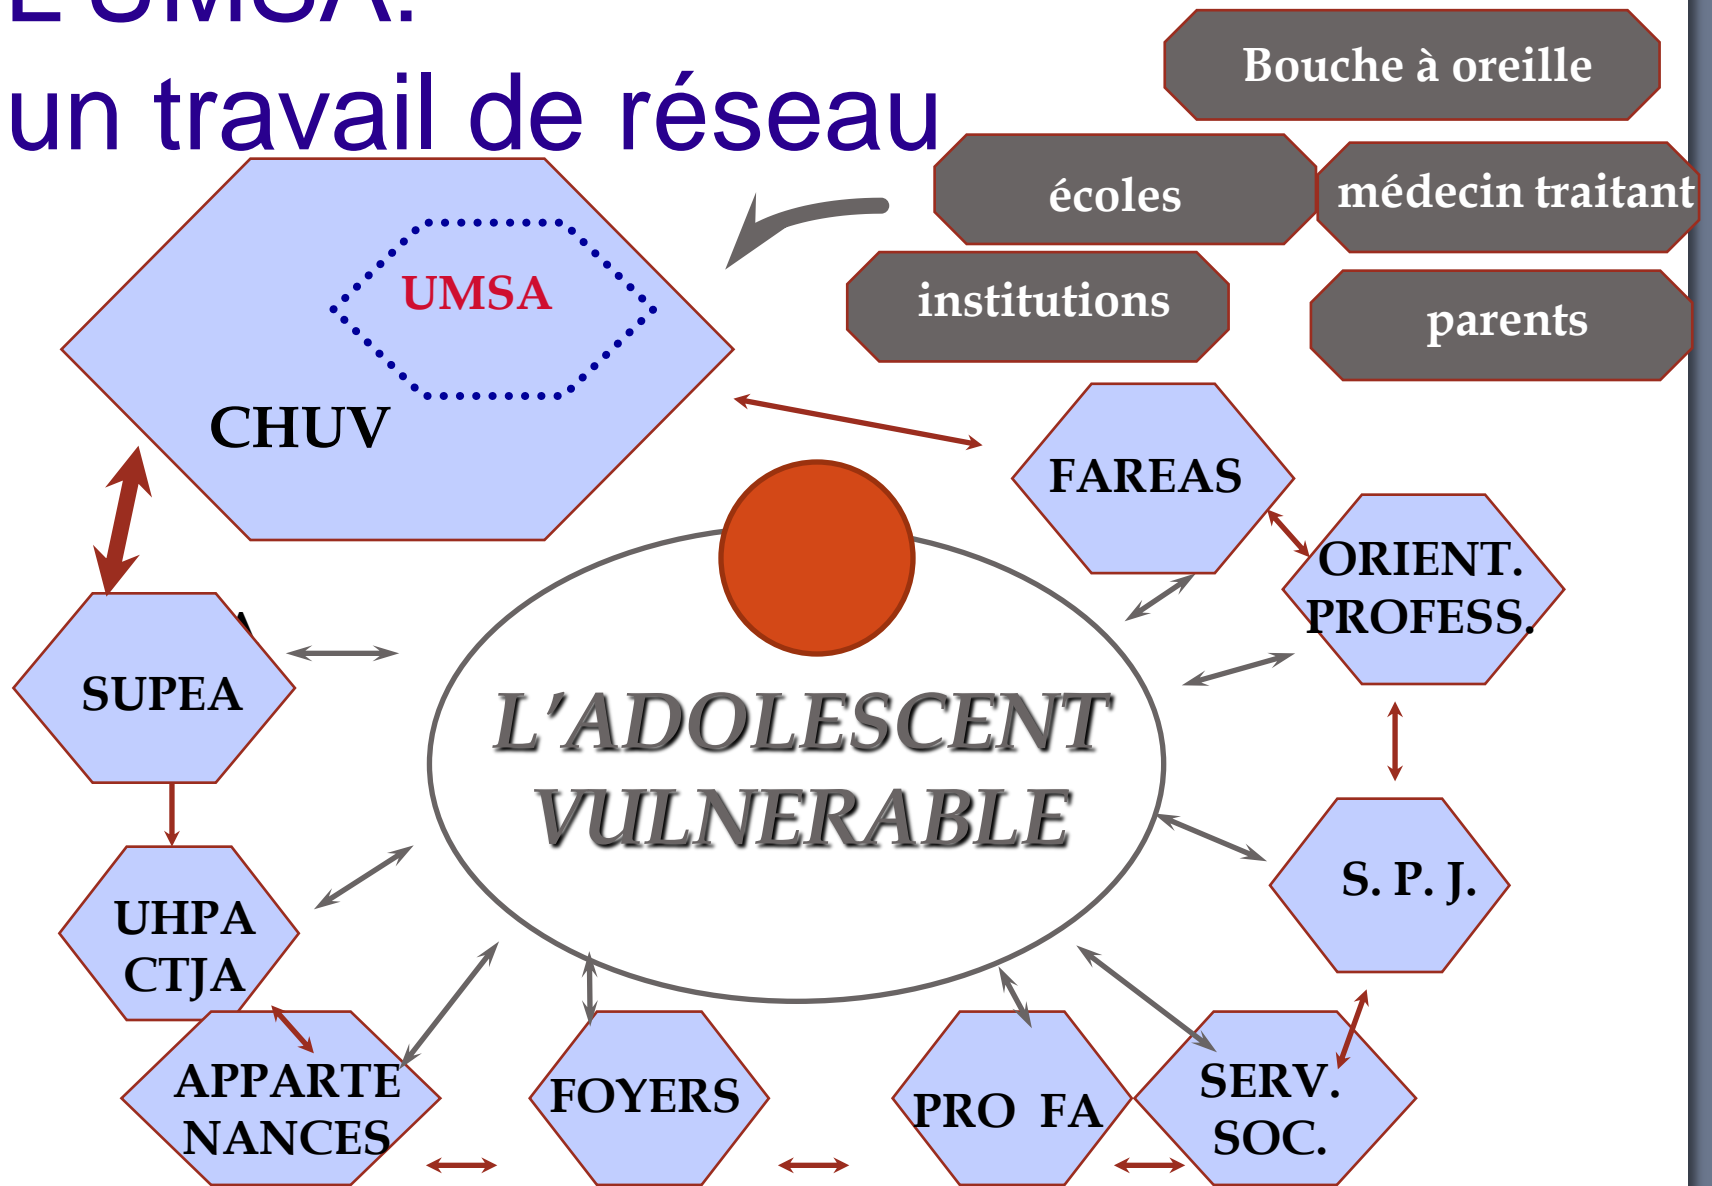 L'UMSA:
un travail de réseau
Bouche à oreille
écoles
médecin traitant
institutions
parents
UMSA
CHUV
FAREAS
ORIENT.
PROFESS.
SUPEA
L’ADOLESCENT
VULNERABLE
S. P. J.
UHPA
CTJA
APPARTE
NANCES
FOYERS
PRO FA
SERV.
SOC.